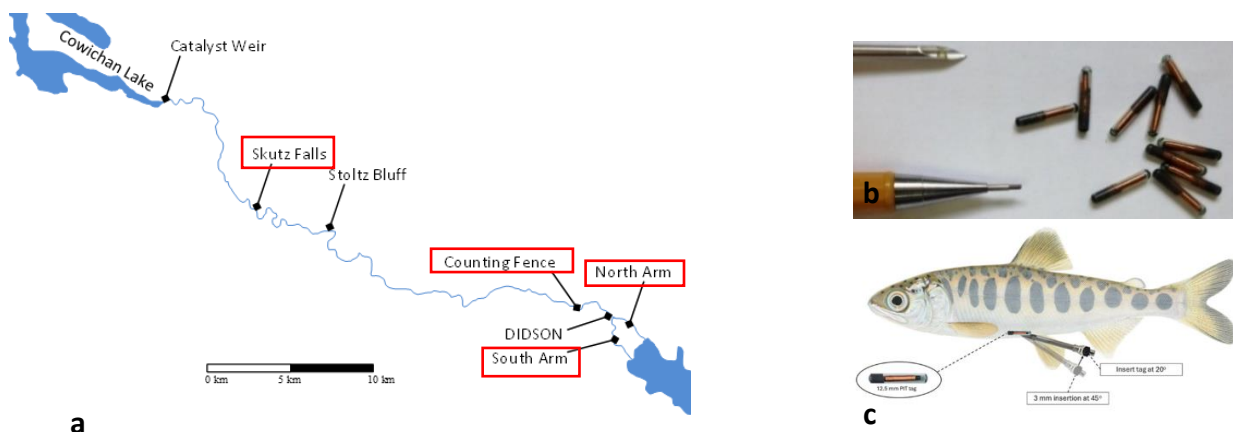 Cowichan Lake
Catalyst Weir
Skutz Falls
Stoltz Bluff
Counting Fence
North Arm
DIDSON
South Arm
0 km
5 km
10 km
a
b
12.5 mm PIT tag
Insert tag at 20°
3 mm insertion at 45°
c